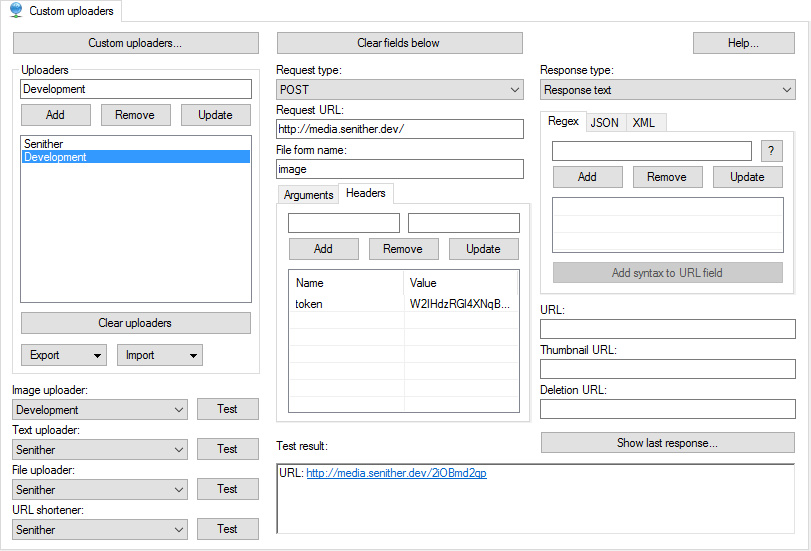 Custom uploaders
Custom uploaders...
Clear fields below
Help...
Uploaders
Development
Add
Remove
Update
Senither
Development
Clear uploaders
Export
Import
Image uploader:
Development
Test
Text uploader:
Senither
Test
File uploader:
Senither
Test
URL shortener:
Senither
Test
Request type:
POST
Request URL:
http://media.senither.dev/
File form name:
image
Arguments
Headers
Add
Remove
Update
Name
Value
token
W2IHdzRGl4XNqB...
Response type:
Response text
Regex
JSON
XML
?
Add
Remove
Update
Add syntax to URL field
URL:
Thumbnail URL:
Deletion URL:
Show last response...
Test result:
URL: http://media.senither.dev/2iOBmd2qp